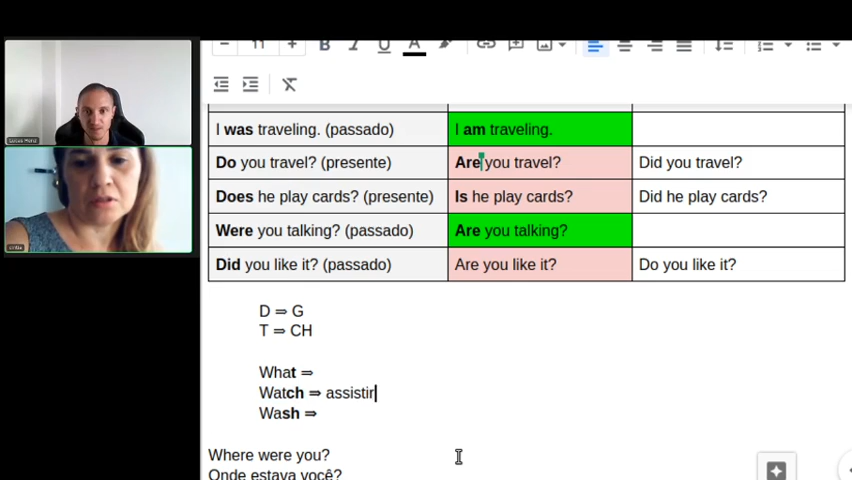 11
B I U A
I was traveling. (passado) I am traveling.
Do you travel? (presente) Are you travel? Did you travel?
Does he play cards? (presente) Is he play cards? Did he play cards?
Were you talking? (passado) Are you talking?
Did you like it? (passado) Are you like it? Do you like it?
D ⇒ G
T ⇒ CH
What ⇒
Watch ⇒ assistir
Wash ⇒
Where were you?
Onde estava você?